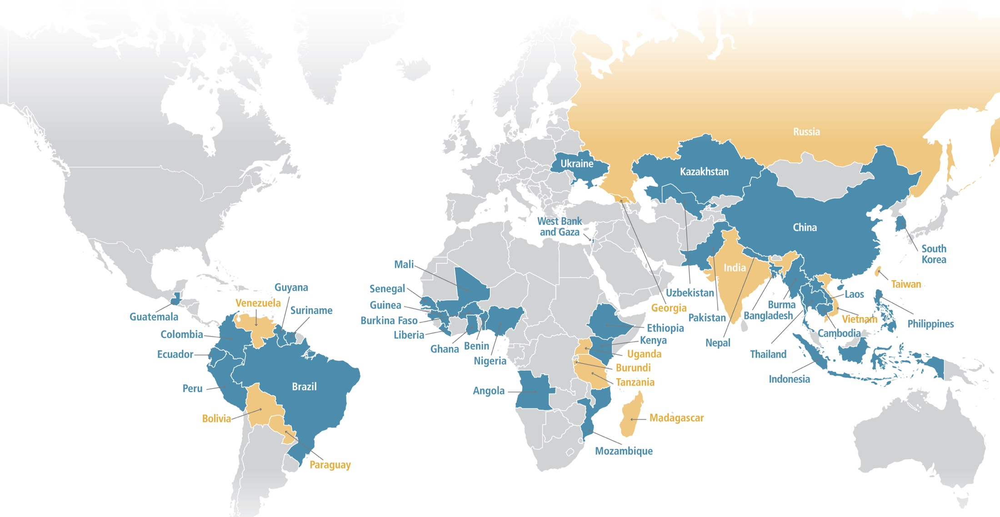 Russia
Ukraine
Kazakhstan
West Bank
and Gaza
China
South
Korea
Mali
India
Guyana
Senegal
Uzbekistan
Taiwan
Venezuela
Guinea
Georgia
Laos
Suriname
Burma
Guatemala
Pakistan
Bangladesh
Vietnam
Burkina Faso
Philippines
Colombia
Liberia
Ethiopia
Cambodia
Kenya
Nepal
Ghana
Benin
Ecuador
Uganda
Thailand
Nigeria
Burundi
Indonesia
Tanzania
Peru
Brazil
Angola
Bolivia
Madagascar
Mozambique
Paraguay